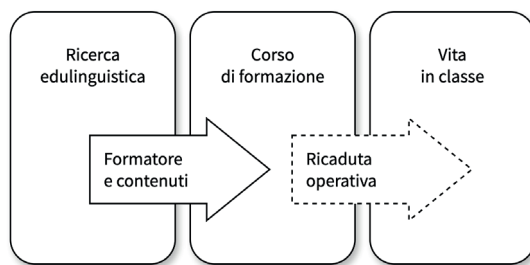 Ricerca
edulinguistica
Corso
di formazione
Vita
in classe
Formatore
e contenuti
Ricaduta
operativa